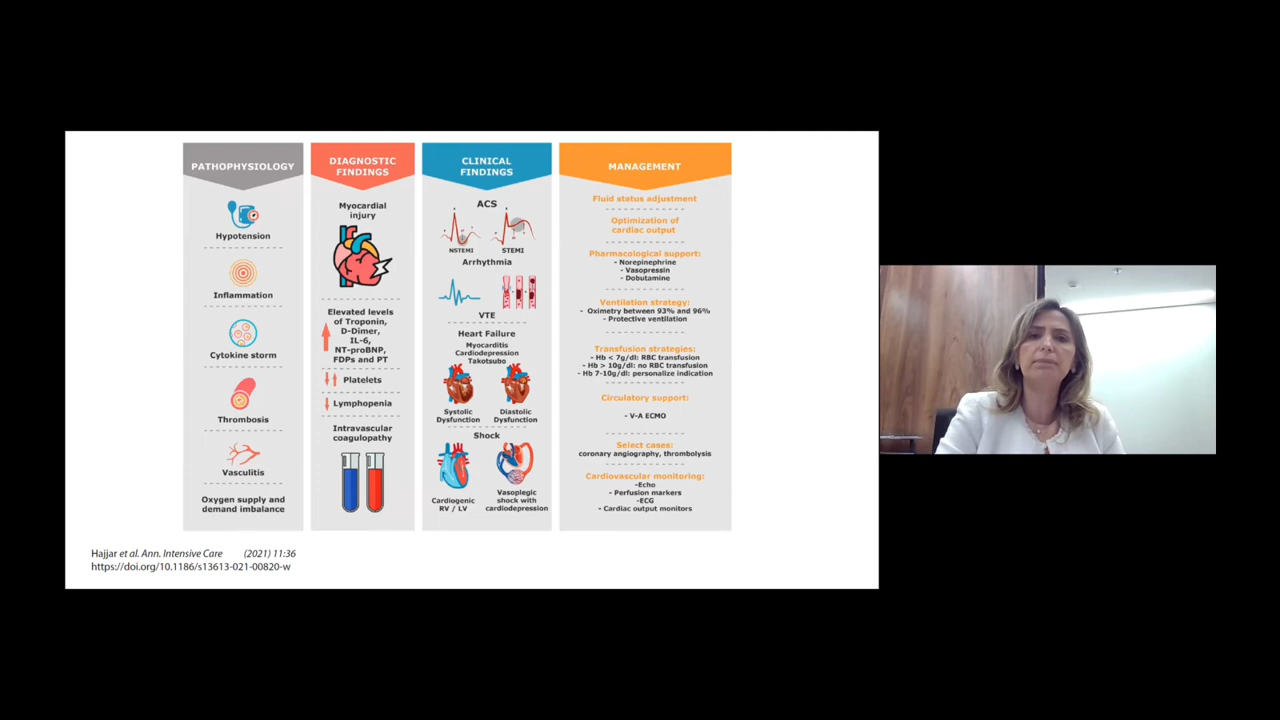 PATHOPHYSIOLOGY
Hypotension
Inflammation
Cytokine storm
Thrombosis
Vasculitis
Oxygen supply and
demand imbalance
DIAGNOSTIC
FINDINGS
Myocardial
injury
Elevated levels
of Troponin,
D-Dimer,
IL-6,
NT-proBNP,
FDPs and PT
Platelets
Lymphopenia
Intravascular
coagulopathy
CLINICAL
FINDINGS
ACS
NSTEMI
STEMI
Arrhythmia
VTE
Heart Failure
Myocarditis
Cardiodepression
Takotsubo
Systolic
Dysfunction
Diastolic
Dysfunction
Shock
Cardiogenic
RV / LV
Vasoplegic
shock with
cardiodepression
MANAGEMENT
Fluid status adjustment
Optimization of
cardiac output
Pharmacological support:
- Norepinephrine
- Vasopressin
- Dobutamine
Ventilation strategy:
- Oximetry between 93% and 96%
- Protective ventilation
Transfusion strategies:
- Hb < 7g/dl: RBC transfusion
- Hb > 10g/dl: no RBC transfusion
- Hb 7-10g/dl: personalize indication
Circulatory support:
- V-A ECMO
Select cases:
coronary angiography, thrombolysis
Cardiovascular monitoring:
-Echo
- Perfusion markers
-ECG
- Cardiac output monitors
Hajjar et al. Ann. Intensive Care (2021) 11:36
https://doi.org/10.1186/s13613-021-00820-w